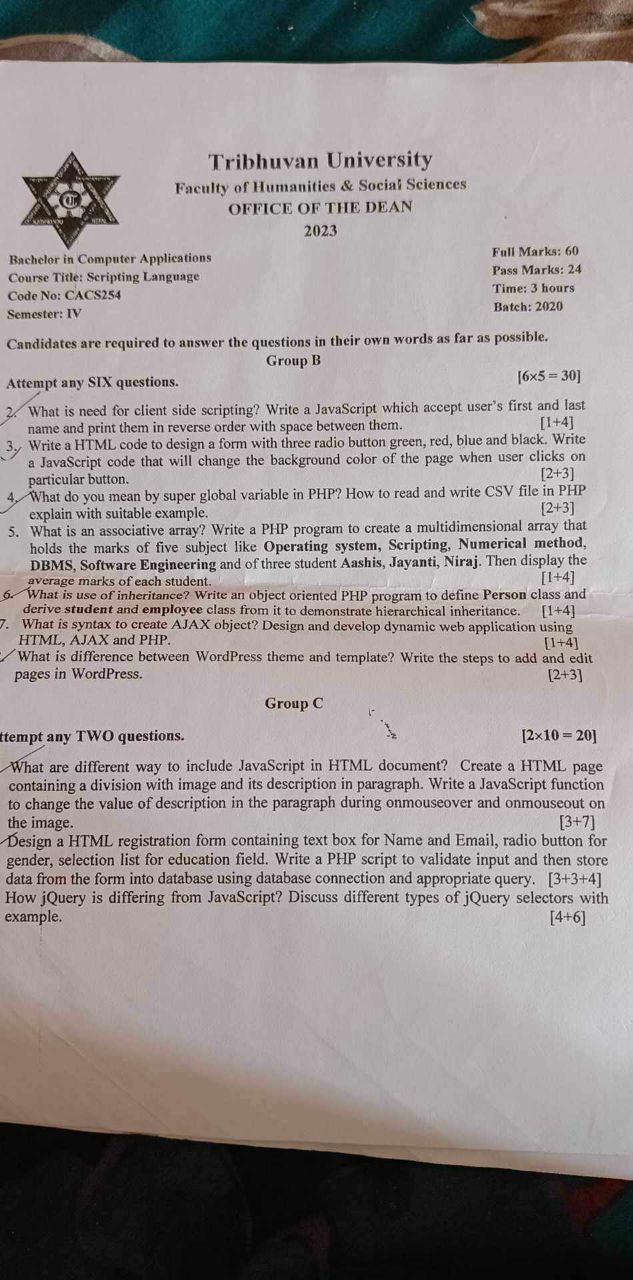 Tribhuvan University
Faculty of Humanities & Social Sciences
OFFICE OF THE DEAN
2023
Bachelor in Computer Applications
Course Title: Scripting Language
Code No: CACS254
Semester: IV
Full Marks: 60
Pass Marks: 24
Time: 3 hours
Batch: 2020
Candidates are required to answer the questions in their own words as far as possible.
Group B
Attempt any SIX questions. [6×5 = 30]
2. What is need for client side scripting? Write a JavaScript which accept user's first and last
name and print them in reverse order with space between them. [1+4]
3. Write a HTML code to design a form with three radio button green, red, blue and black. Write
a JavaScript code that will change the background color of the page when user clicks on
particular button. [2+3]
4. What do you mean by super global variable in PHP? How to read and write CSV file in PHP
explain with suitable example. [2+3]
5. What is an associative array? Write a PHP program to create a multidimensional array that
holds the marks of five subject like Operating system, Scripting, Numerical method,
DBMS, Software Engineering and of three student Aashis, Jayanti, Niraj. Then display the
average marks of each student. [1+4]
6. What is use of inheritance? Write an object oriented PHP program to define Person class and
derive student and employee class from it to demonstrate hierarchical inheritance. [1+4]
7. What is syntax to create AJAX object? Design and develop dynamic web application using
HTML, AJAX and PHP. [1+4]
What is difference between WordPress theme and template? Write the steps to add and edit
pages in WordPress. [2+3]
Group C
ttempt any TWO questions. [2×10 = 20]
What are different way to include JavaScript in HTML document? Create a HTML page
containing a division with image and its description in paragraph. Write a JavaScript function
to change the value of description in the paragraph during onmouseover and onmouseout on
the image. [3+7]
Design a HTML registration form containing text box for Name and Email, radio button for
gender, selection list for education field. Write a PHP script to validate input and then store
data from the form into database using database connection and appropriate query. [3+3+4]
How jQuery is differing from JavaScript? Discuss different types of jQuery selectors with
example. [4+6]